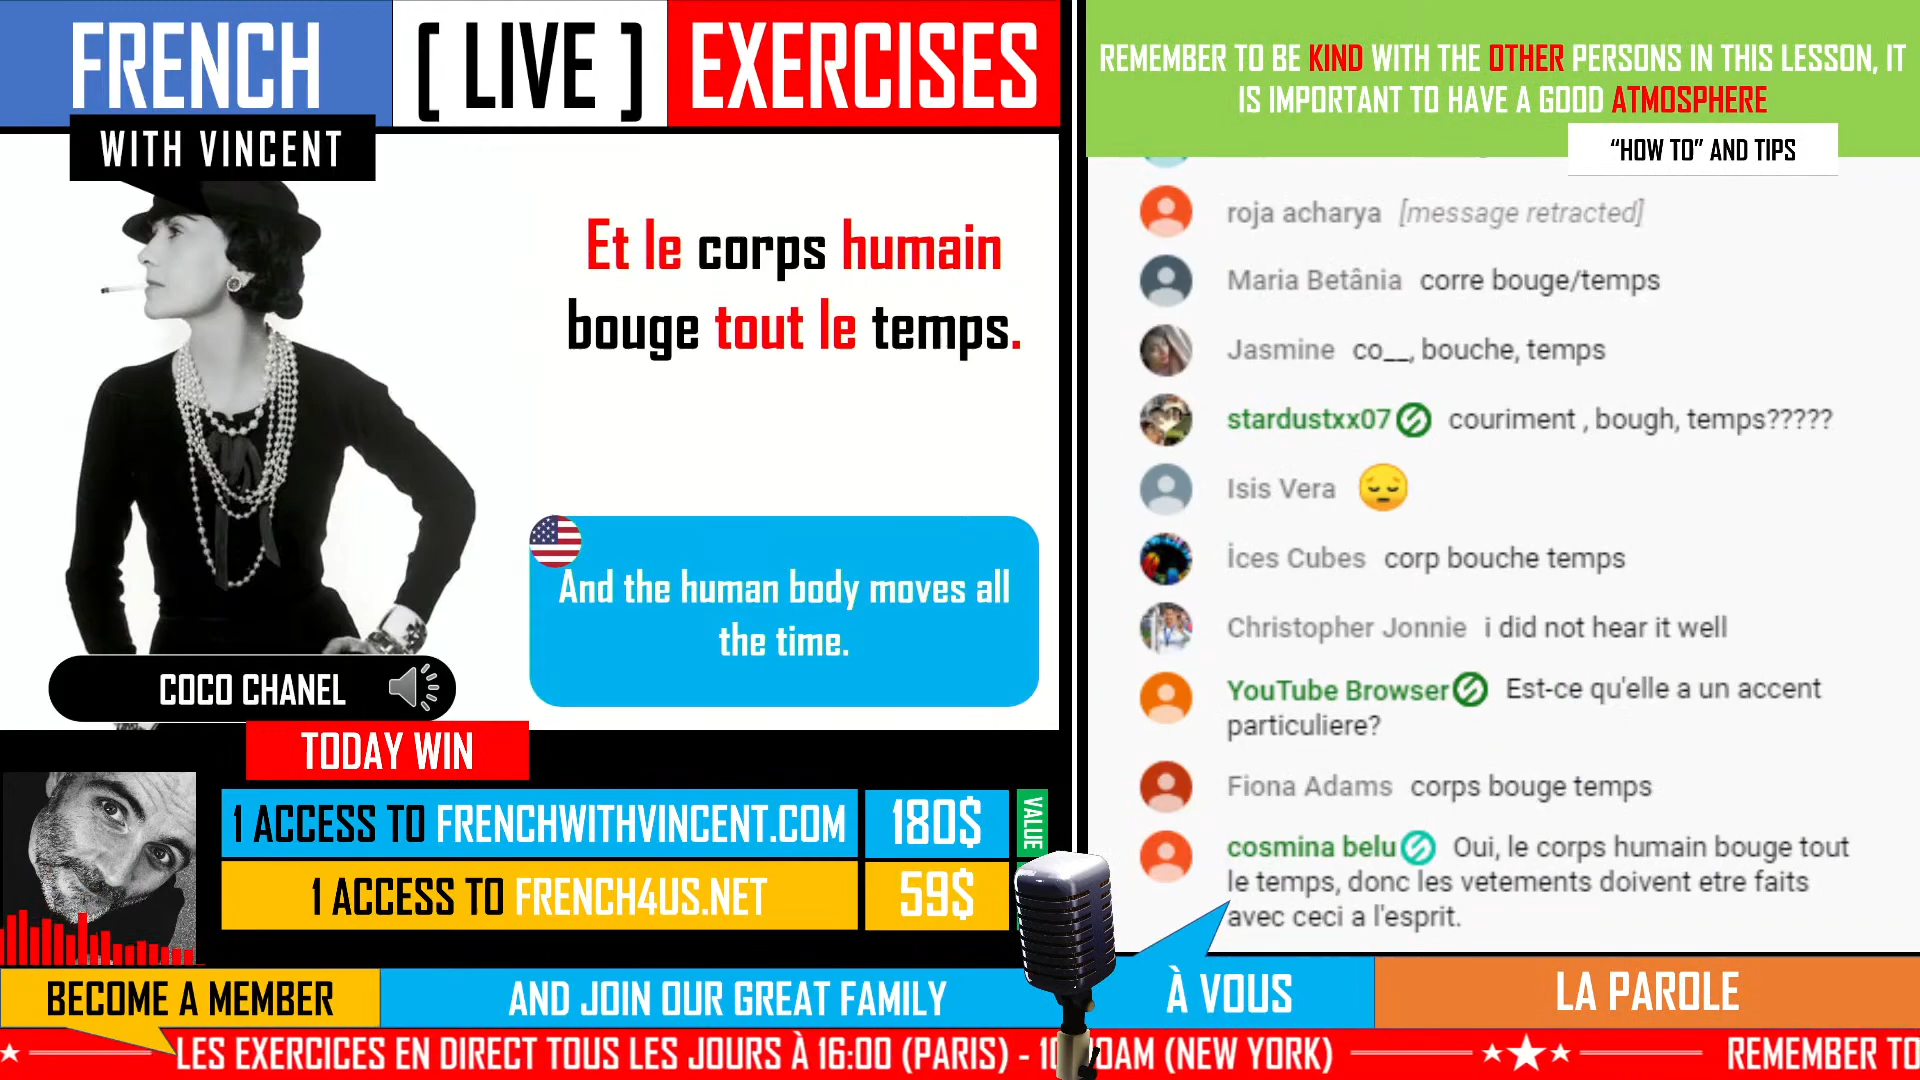 FRENCH
[ LIVE ]
EXERCISES
WITH VINCENT
Et le corps humain
bouge tout le temps.
And the human body moves all
the time.
COCO CHANEL
TODAY WIN
1 ACCESS TO FRENCHWITHVINCENT.COM
180$
VALUE
1 ACCESS TO FRENCH4US.NET
59$
REMEMBER TO BE KIND WITH THE OTHER PERSONS IN THIS LESSON, IT
IS IMPORTANT TO HAVE A GOOD ATMOSPHERE
“HOW TO” AND TIPS
roja acharya [message retracted]
Maria Betânia corre bouge/temps
Jasmine co__, bouche, temps
stardustxx07 couriment , bough, temps?????
Isis Vera
İces Cubes corp bouche temps
Christopher Jonnie i did not hear it well
YouTube Browser Est-ce qu'elle a un accent
particuliere?
Fiona Adams corps bouge temps
cosmina belu Oui, le corps humain bouge tout
le temps, donc les vetements doivent etre faits
avec ceci a l'esprit.
BECOME A MEMBER
AND JOIN OUR GREAT FAMILY
À VOUS
LA PAROLE
LES EXERCICES EN DIRECT TOUS LES JOURS À 16:00 (PARIS) - (NEW YORK)
REMEMBER TO